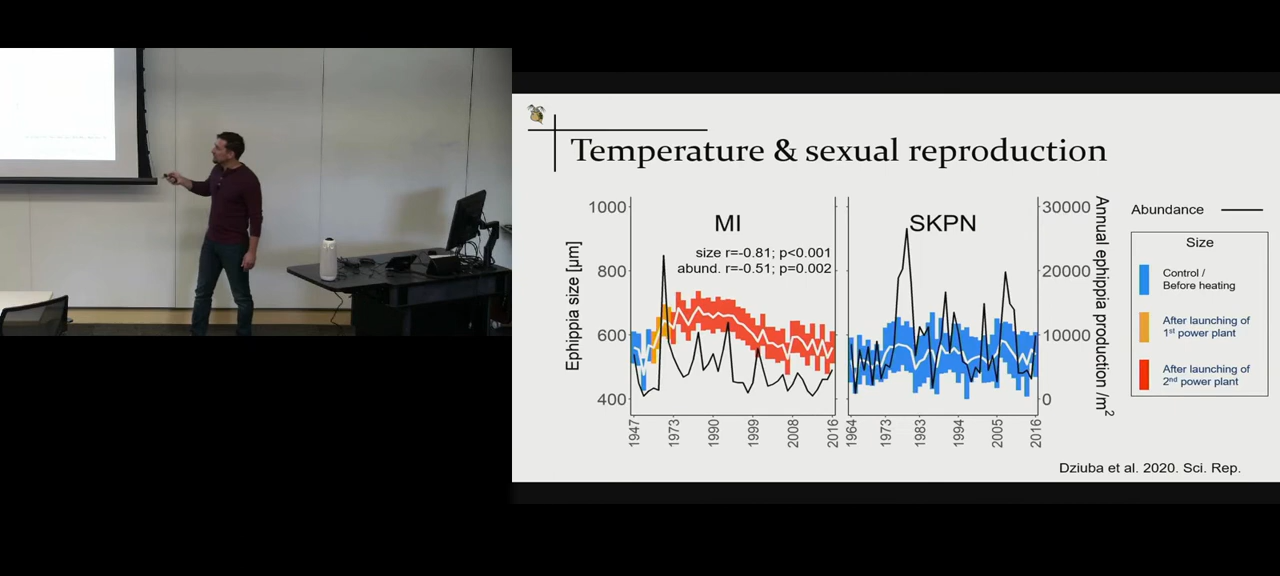 Temperature & sexual reproduction
MI
size r=-0.81; p<0.001
abund. r=-0.51; p=0.002
SKPN
Ephippia size [µm]
1000
800
600
400
1947
1973
1990
1999
2008
2016
1964
1973
1983
1994
2005
2016
30000
20000
10000
0
Annual ephippia production /m²
Abundance
Size
Control /
Before heating
After launching of
1st power plant
After launching of
2nd power plant
Dziuba et al. 2020. Sci. Rep.